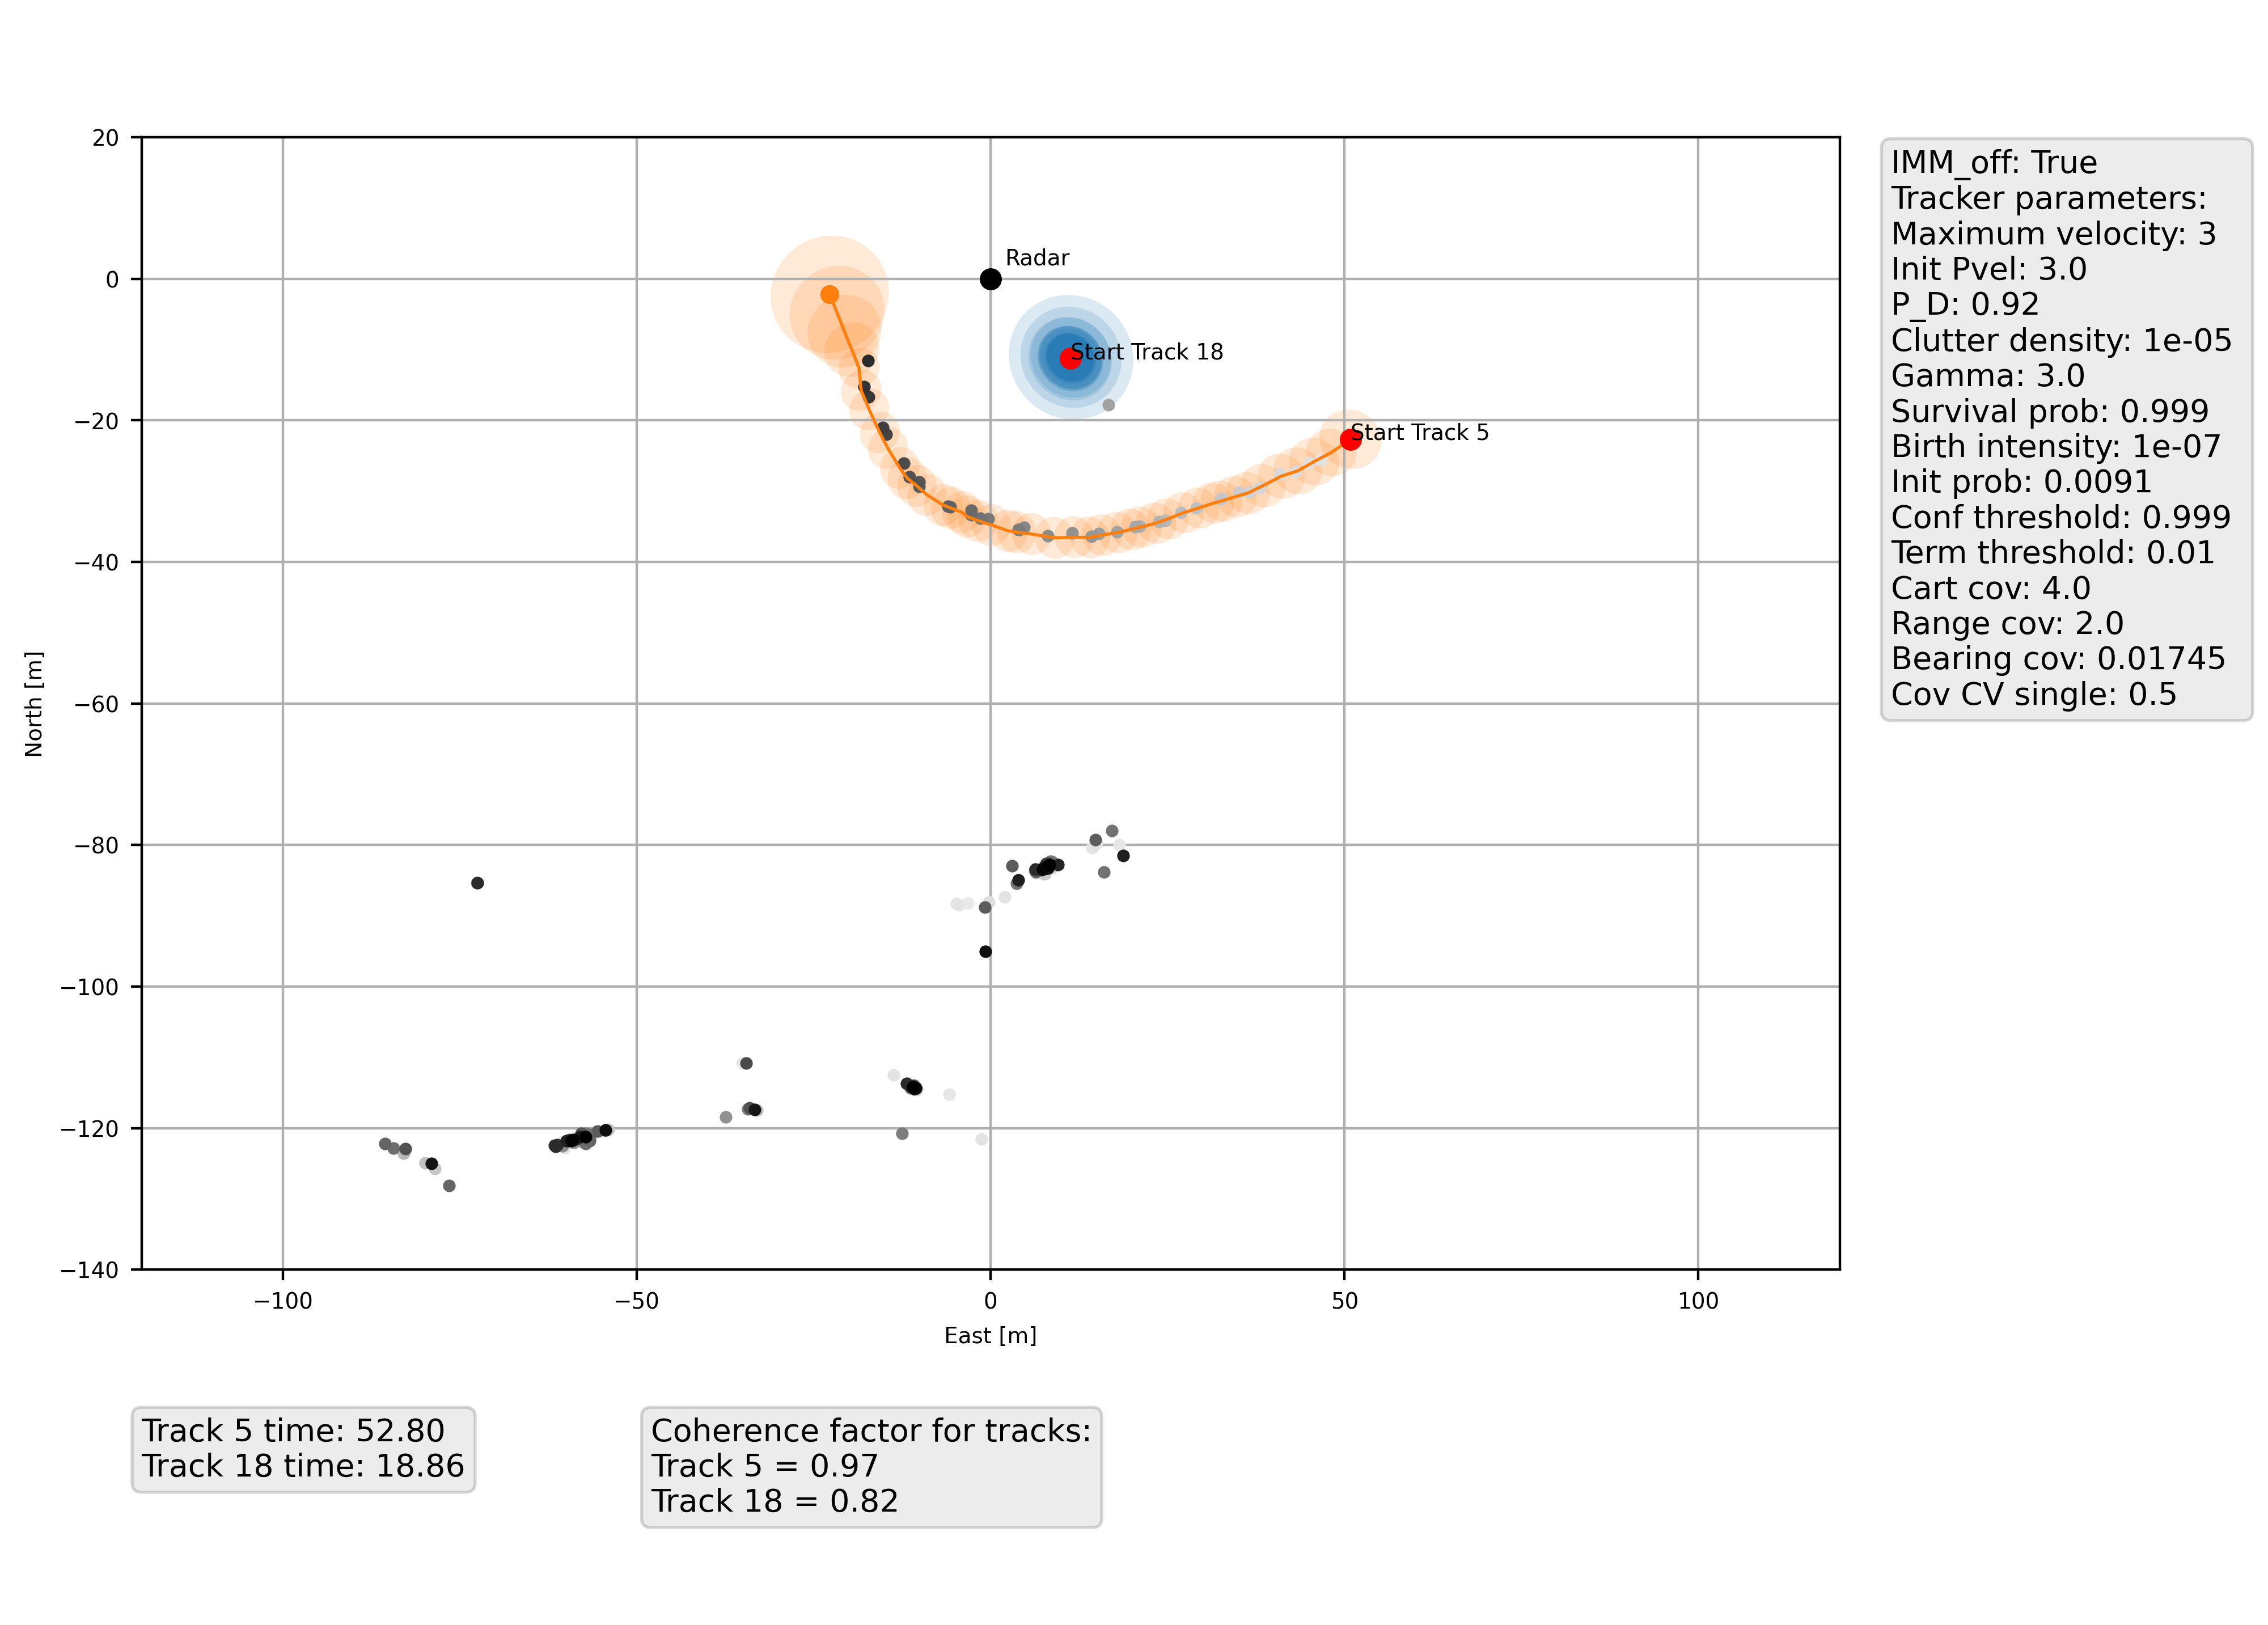 20
0
−20
−40
−60
−80
−100
−120
−140
North [m]
Radar
Start Track 18
Start Track 5
−100
−50
0
50
100
East [m]
IMM_off: True
Tracker parameters:
Maximum velocity: 3
Init Pvel: 3.0
P_D: 0.92
Clutter density: 1e-05
Gamma: 3.0
Survival prob: 0.999
Birth intensity: 1e-07
Init prob: 0.0091
Conf threshold: 0.999
Term threshold: 0.01
Cart cov: 4.0
Range cov: 2.0
Bearing cov: 0.01745
Cov CV single: 0.5
Track 5 time: 52.80
Track 18 time: 18.86
Coherence factor for tracks:
Track 5 = 0.97
Track 18 = 0.82